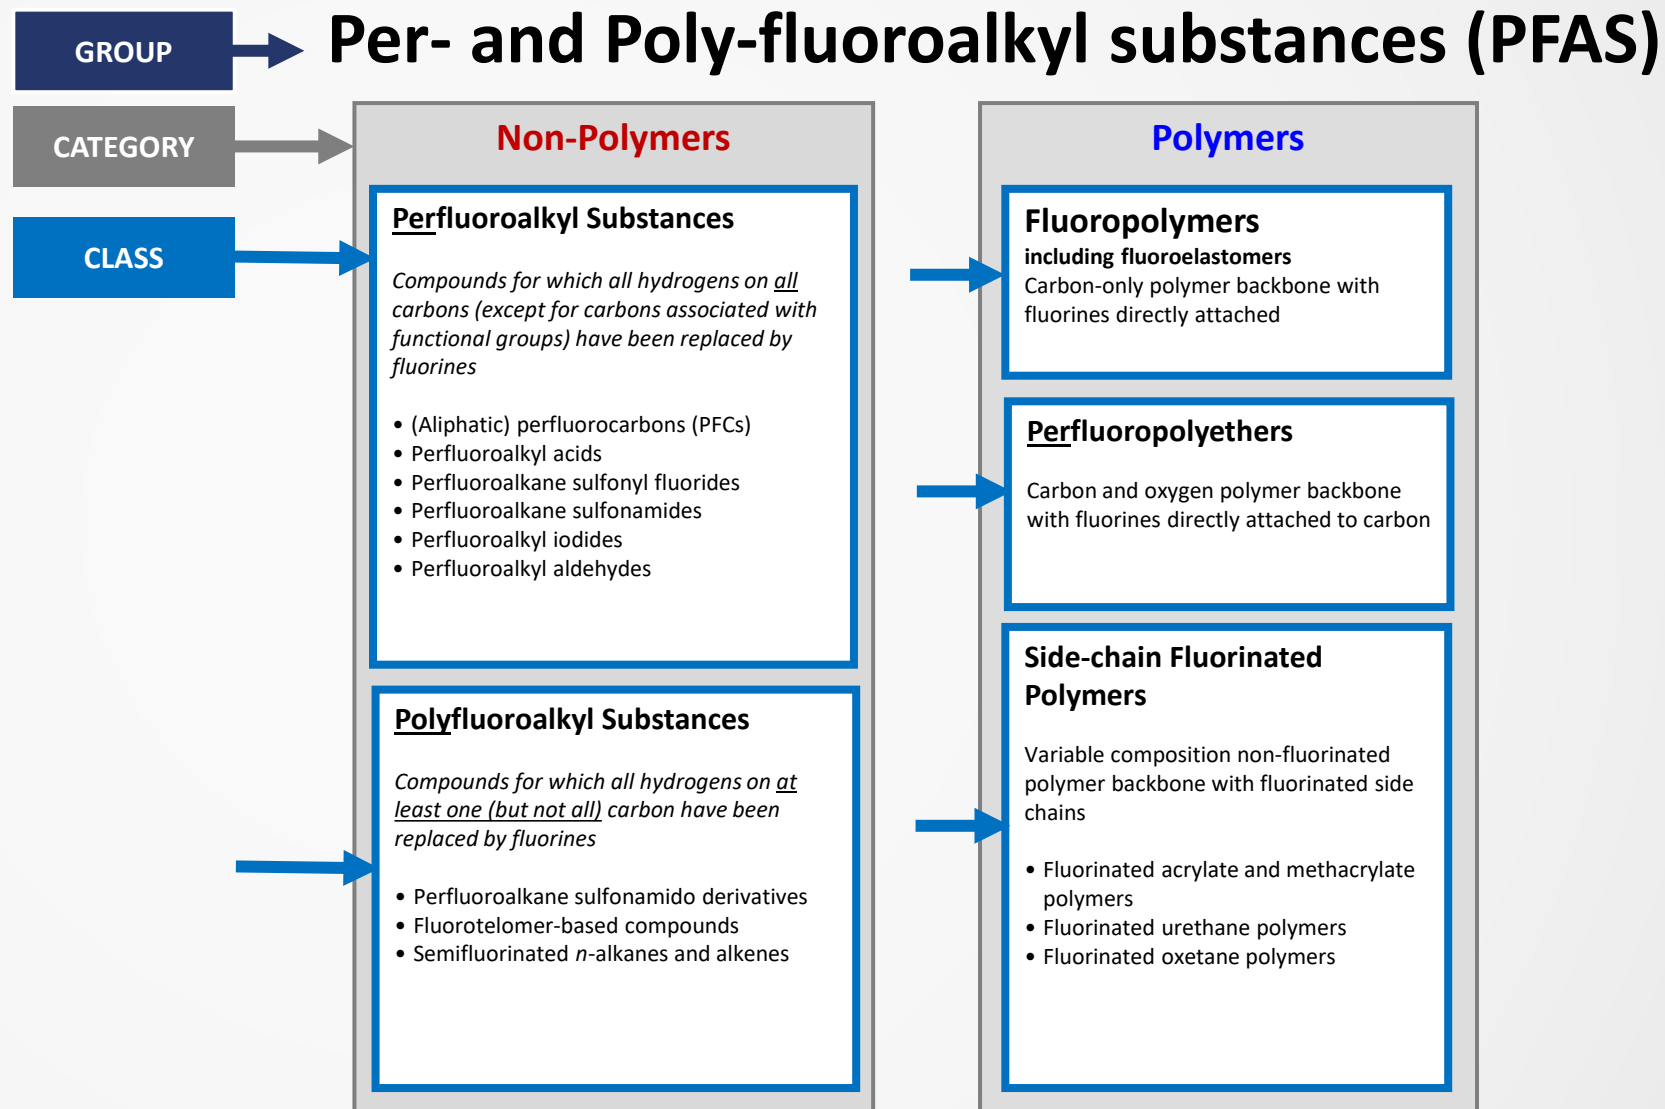 GROUP
Per- and Poly-fluoroalkyl substances (PFAS)
CATEGORY
CLASS
Non-Polymers
Perfluoroalkyl Substances
Compounds for which all hydrogens on all
carbons (except for carbons associated with
functional groups) have been replaced by
fluorines
• (Aliphatic) perfluorocarbons (PFCs)
• Perfluoroalkyl acids
• Perfluoroalkane sulfonyl fluorides
• Perfluoroalkane sulfonamides
• Perfluoroalkyl iodides
• Perfluoroalkyl aldehydes
Polyfluoroalkyl Substances
Compounds for which all hydrogens on at
least one (but not all) carbon have been
replaced by fluorines
• Perfluoroalkane sulfonamido derivatives
• Fluorotelomer-based compounds
• Semifluorinated n-alkanes and alkenes
Polymers
Fluoropolymers
including fluoroelastomers
Carbon-only polymer backbone with
fluorines directly attached
Perfluoropolyethers
Carbon and oxygen polymer backbone
with fluorines directly attached to carbon
Side-chain Fluorinated
Polymers
Variable composition non-fluorinated
polymer backbone with fluorinated side
chains
• Fluorinated acrylate and methacrylate
polymers
• Fluorinated urethane polymers
• Fluorinated oxetane polymers